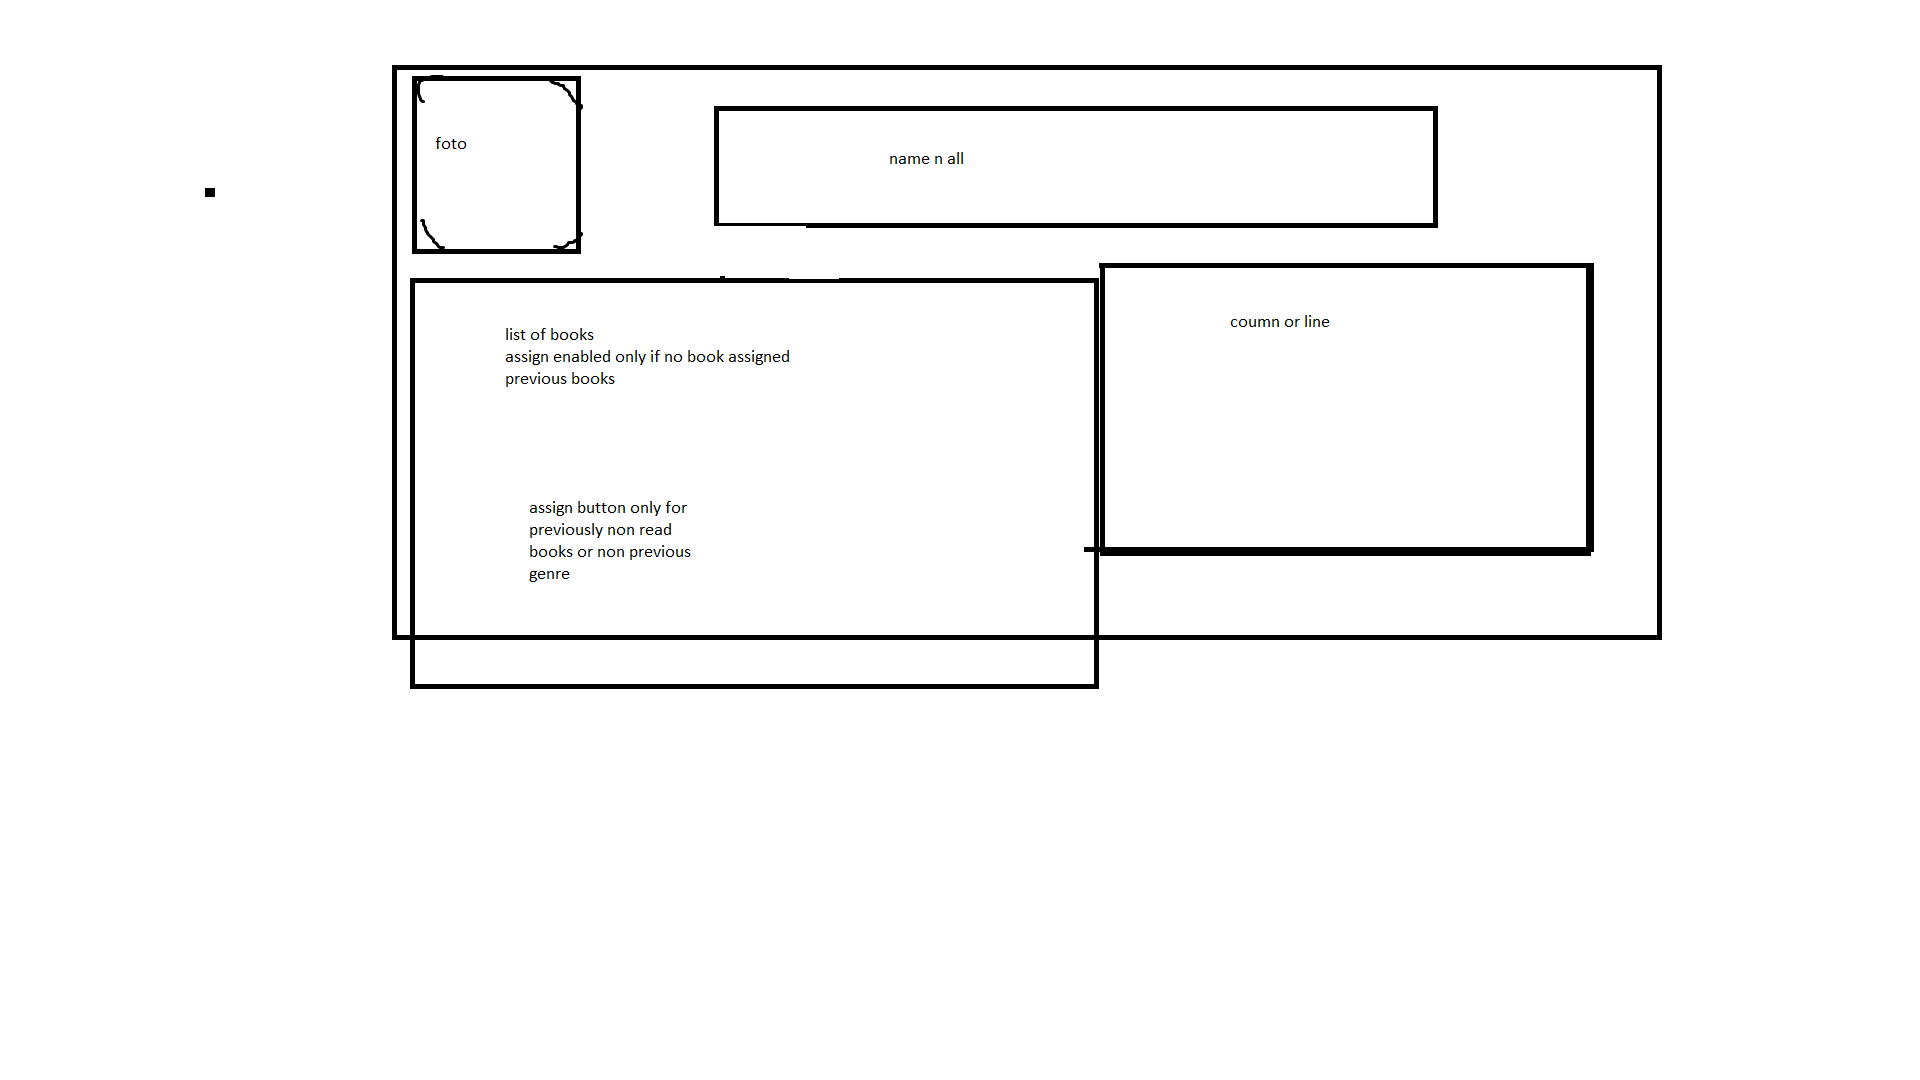 foto
name n all
list of books
assign enabled only if no book assigned
previous books
coumn or line
assign button only for
previously non read
books or non previous
genre